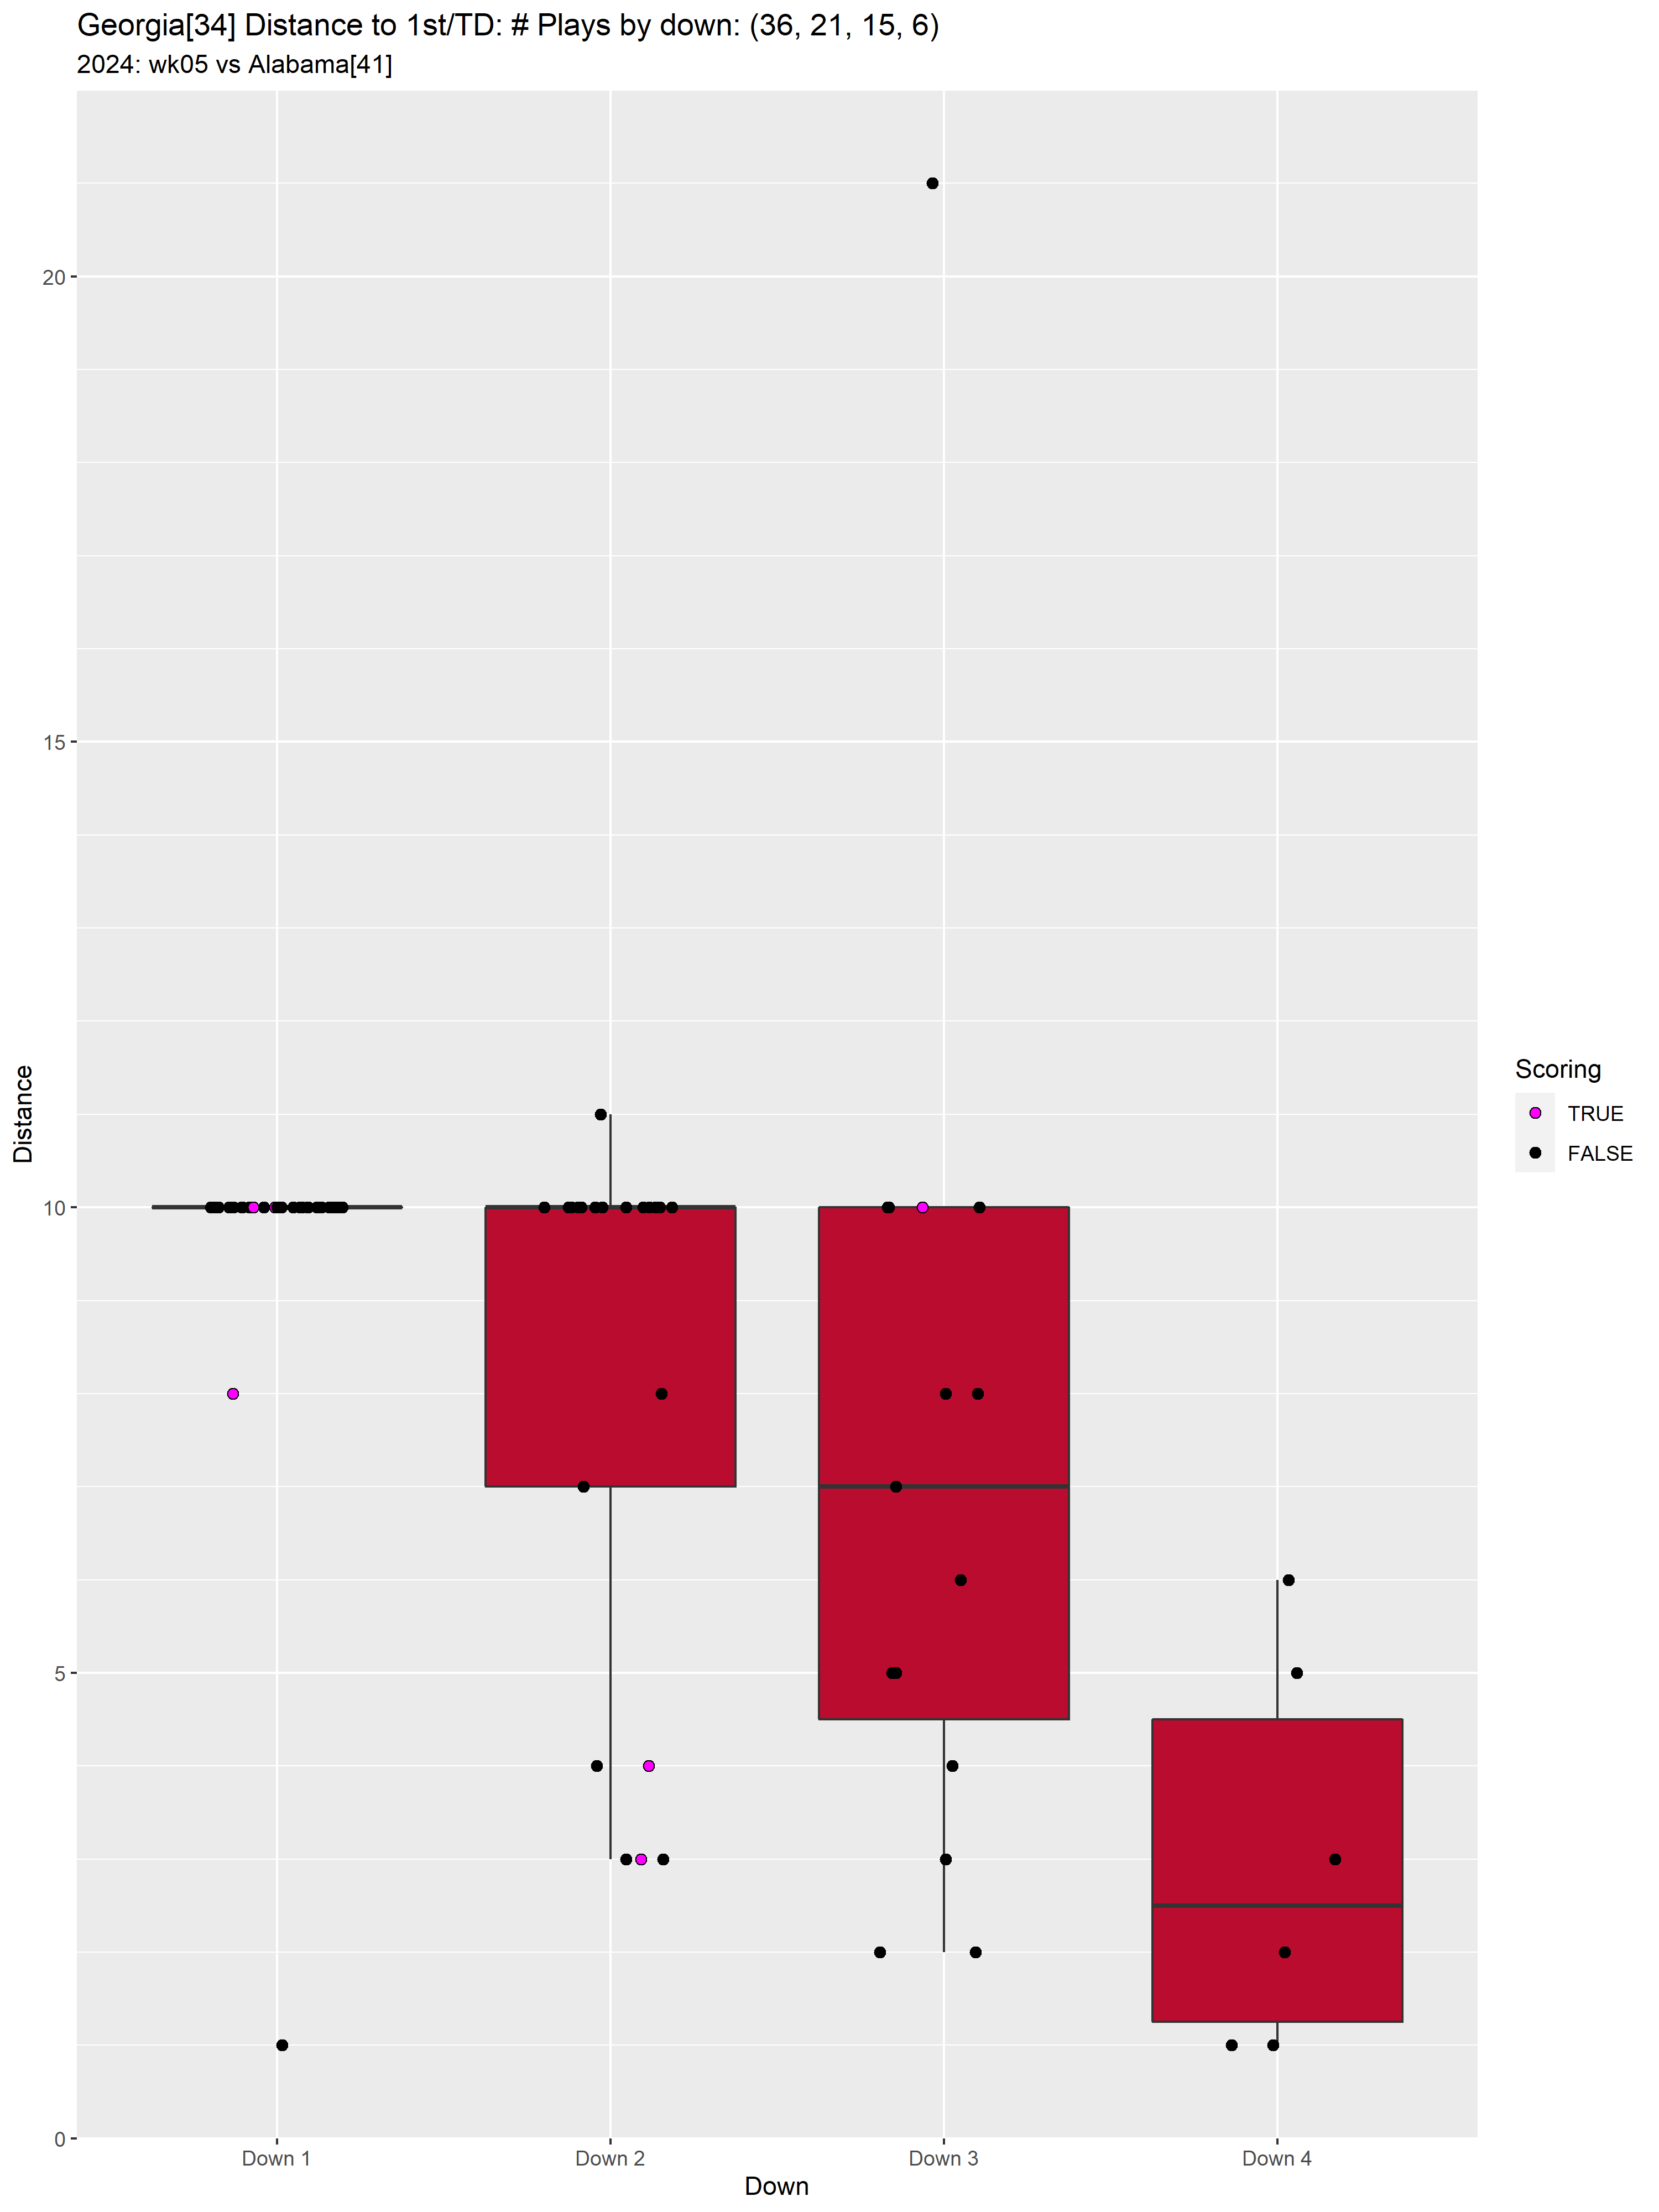 Georgia[34] Distance to 1st/TD: # Plays by down: (36, 21, 15, 6)
2024: wk05 vs Alabama[41]
Distance
20
15
10
5
0
Down 1
Down 2
Down 3
Down 4
Down
Scoring
TRUE
FALSE